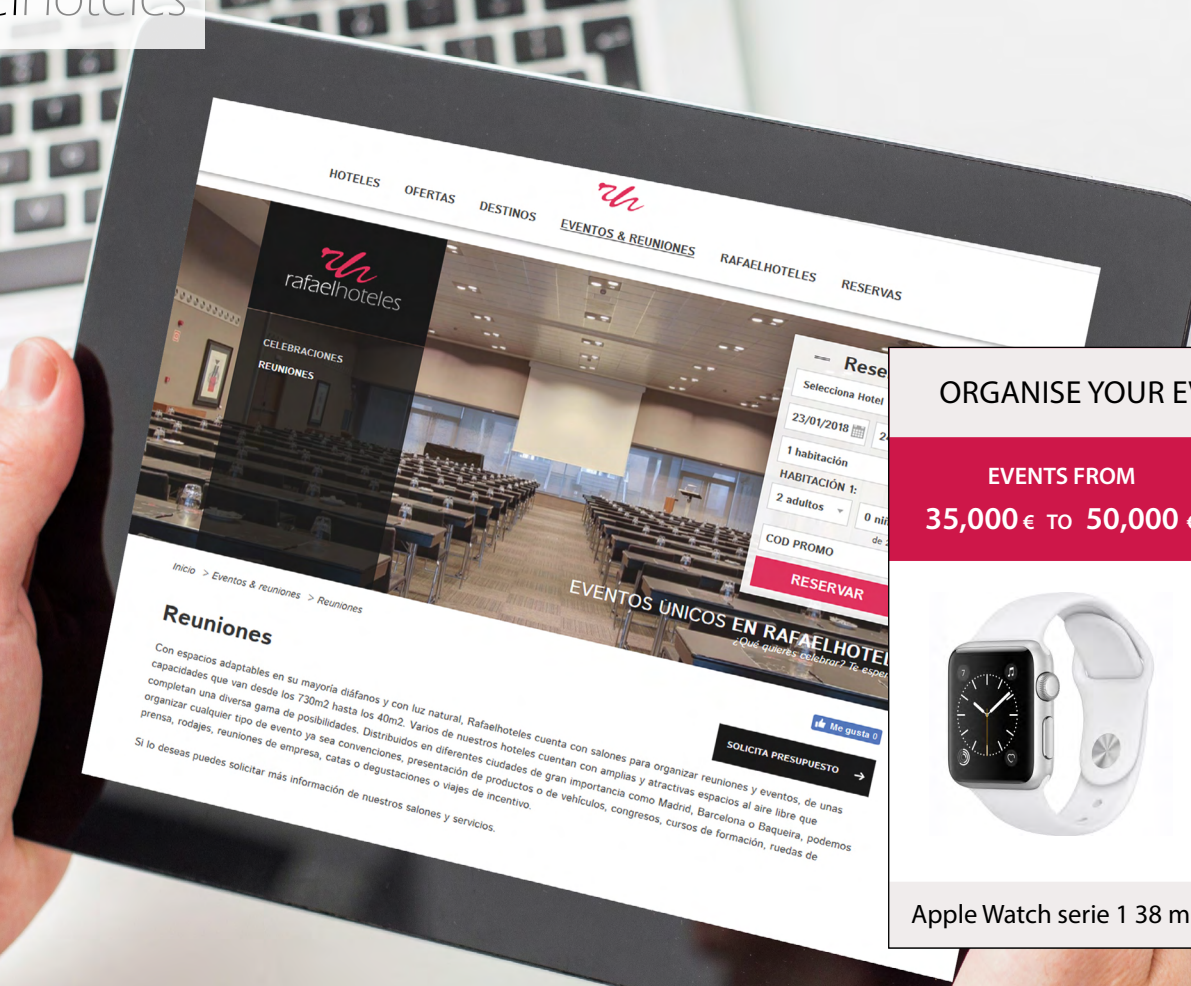 hoteles
HOTELES OFERTAS DESTINOS EVENTOS & REUNIONES RAFAELHOTELES RESERVAS
rh
rafaelhoteles
CELEBRACIONES
REUNIONES
Selecciona Hotel
23/01/2018
1 habitación
HABITACIÓN 1:
2 adultos
COD PROMO
RESERVAR
EVENTOS ÚNICOS EN
¿Qué quieres celebrar? Te
Inicio > Eventos & reuniones > Reuniones
Reuniones
Me gusta 0
SOLICITA PRESUPUESTO
Con espacios adaptables en su mayoría diáfanos y con luz natural, Rafaelhoteles cuenta con salones para organizar reuniones y eventos, de unas
capacidades que van desde los 730m2 hasta los 40m2. Varios de nuestros hoteles cuentan con amplias y atractivas espacios al aire libre que
completan una diversa gama de posibilidades. Distribuidos en diferentes ciudades de gran importancia como Madrid, Barcelona o Baqueira, podemos
organizar cualquier tipo de evento ya sea convenciones, presentación de productos o de vehículos, congresos, cursos de formación, ruedas de
prensa, rodajes, reuniones de empresa, catas o degustaciones o viajes de incentivo.
Si lo deseas puedes solicitar más información de nuestros salones y servicios.
ORGANISE YOUR
EVENTS FROM
35,000 € TO 50,000 €
Apple Watch serie 1 38